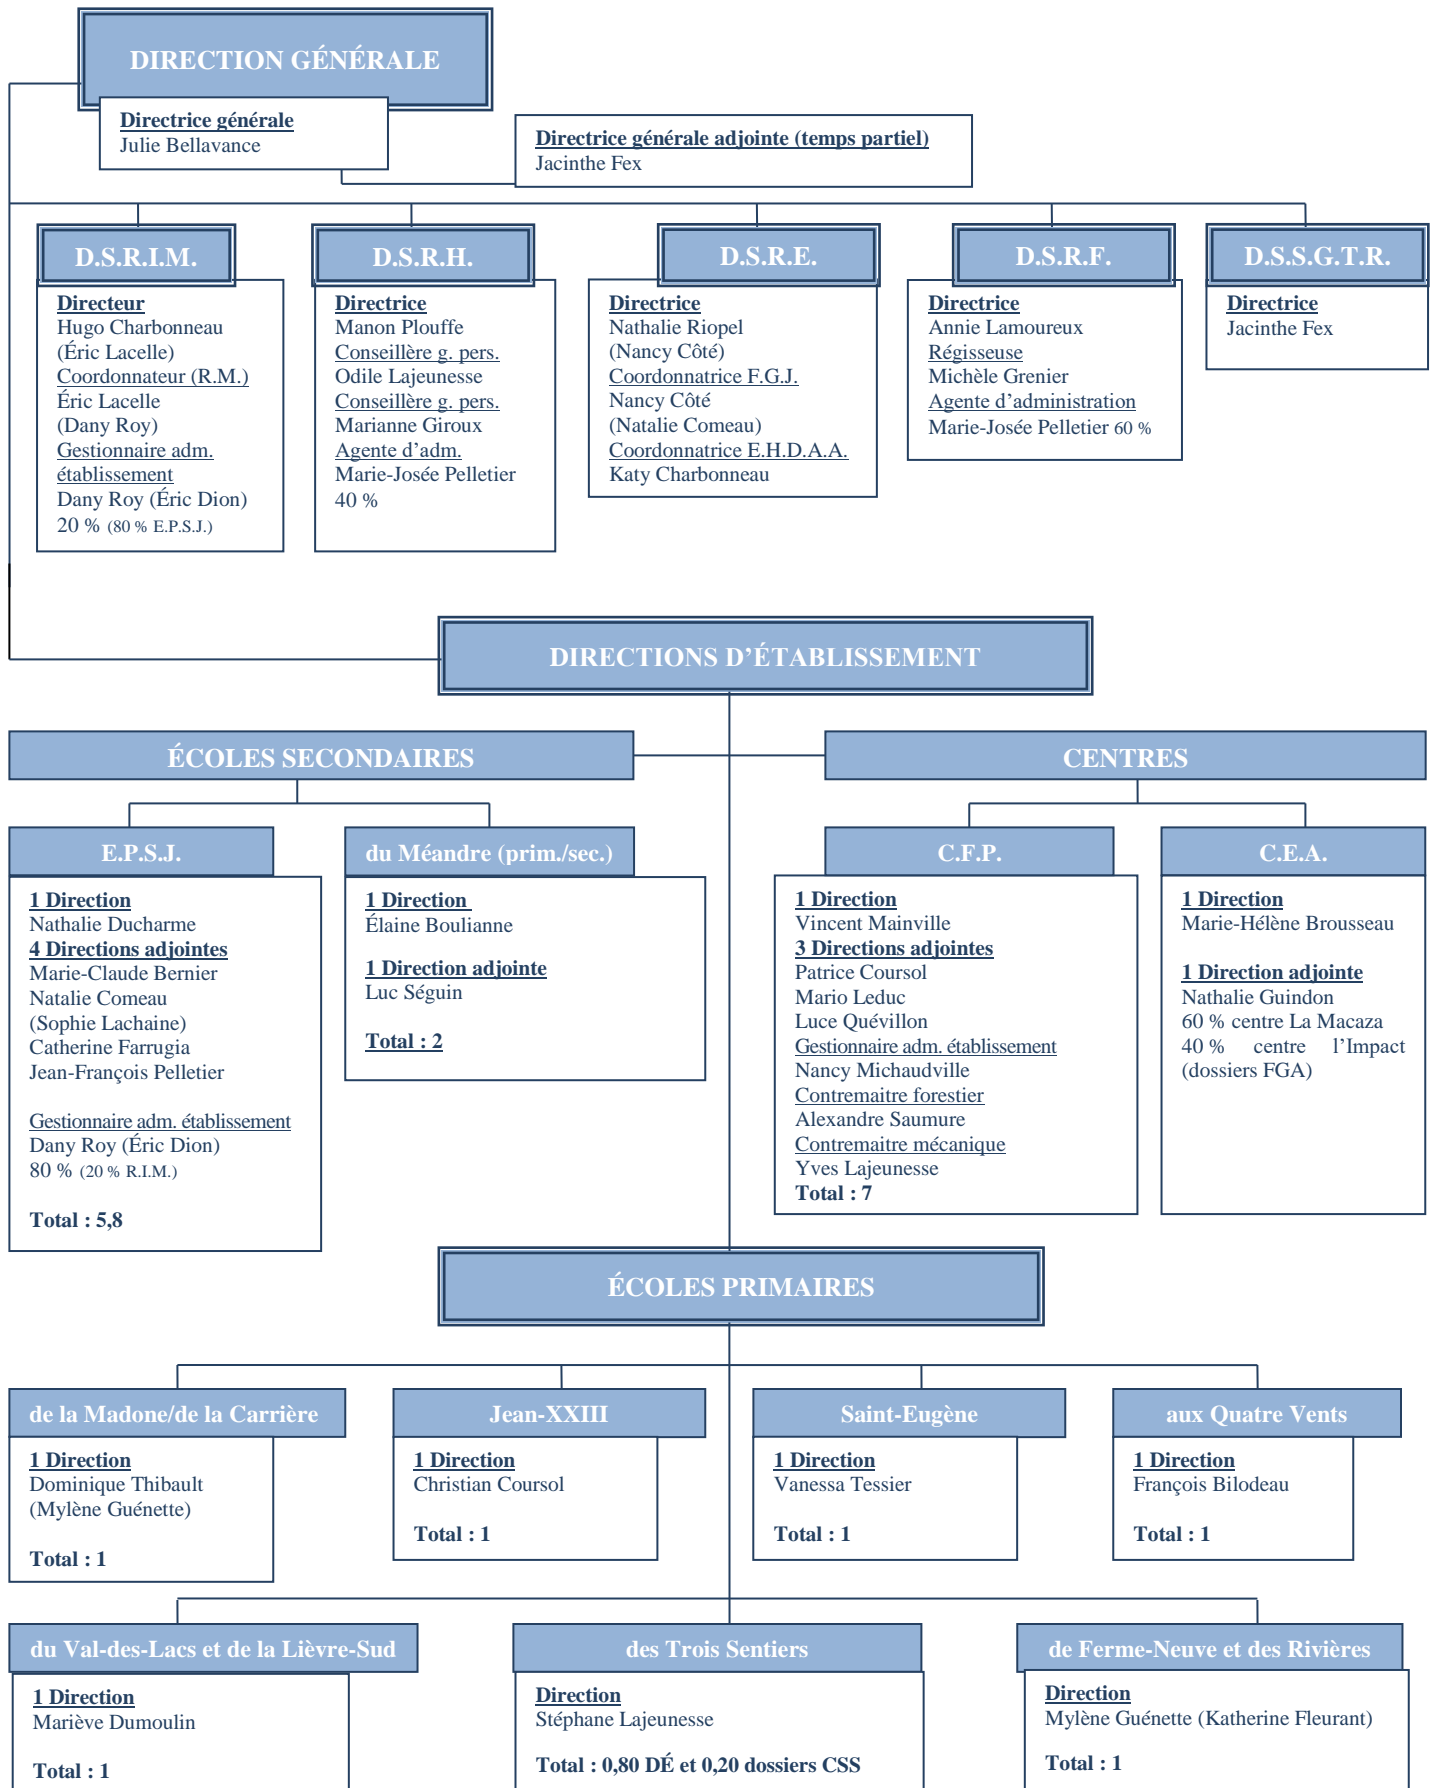 DIRECTION GÉNÉRALE
Directrice générale
Julie Bellavance
Directrice générale adjointe (temps partiel)
Jacinthe Fex
D.S.R.I.M.
Directeur
Hugo Charbonneau
(Éric Lacelle)
Coordonnateur (R.M.)
Éric Lacelle
(Dany Roy)
Gestionnaire adm.
établissement
Dany Roy (Éric Dion)
20 % (80 % E.P.S.J.)
D.S.R.H.
Directrice
Manon Plouffe
Conseillère g. pers.
Odile Lajeunesse
Conseillère g. pers.
Marianne Giroux
Agente d’adm.
Marie-Josée Pelletier
40 %
D.S.R.E.
Directrice
Nathalie Riopel
(Nancy Côté)
Coordonnatrice F.G.J.
Nancy Côté
(Natalie Comeau)
Coordonnatrice E.H.D.A.A.
Katy Charbonneau
D.S.R.F.
Directrice
Annie Lamoureux
Régisseuse
Michèle Grenier
Agente d’administration
Marie-Josée Pelletier 60 %
D.S.S.G.T.R.
Directrice
Jacinthe Fex
DIRECTIONS D’ÉTABLISSEMENT
ÉCOLES SECONDAIRES
CENTRES
E.P.S.J.
1 Direction
Nathalie Ducharme
4 Directions adjointes
Marie-Claude Bernier
Natalie Comeau
(Sophie Lachaine)
Catherine Farrugia
Jean-François Pelletier
Gestionnaire adm. établissement
Dany Roy (Éric Dion)
80 % (20 % R.I.M.)
Total : 5,8
du Méandre (prim./sec.)
1 Direction
Élaine Boulianne
1 Direction adjointe
Luc Séguin
Total : 2
C.F.P.
1 Direction
Vincent Mainville
3 Directions adjointes
Patrice Coursol
Mario Leduc
Luce Quévillon
Gestionnaire adm. établissement
Nancy Michaudville
Contremaitre forestier
Alexandre Saumure
Contremaitre mécanique
Yves Lajeunesse
Total : 7
C.E.A.
1 Direction
Marie-Hélène Brousseau
1 Direction adjointe
Nathalie Guindon
60 % centre La Macaza
40 % centre l’Impact
(dossiers FGA)
ÉCOLES PRIMAIRES
de la Madone/de la Carrière
1 Direction
Dominique Thibault
(Mylène Guénette)
Total : 1
Jean-XXIII
1 Direction
Christian Coursol
Total : 1
Saint-Eugène
1 Direction
Vanessa Tessier
Total : 1
aux Quatre Vents
1 Direction
François Bilodeau
Total : 1
du Val-des-Lacs et de la Lièvre-Sud
1 Direction
Mariève Dumoulin
Total : 1
des Trois Sentiers
Direction
Stéphane Lajeunesse
Total : 0,80 DÉ et 0,20 dossiers CSS
de Ferme-Neuve et des Rivières
Direction
Mylène Guénette (Katherine Fleurant)
Total : 1